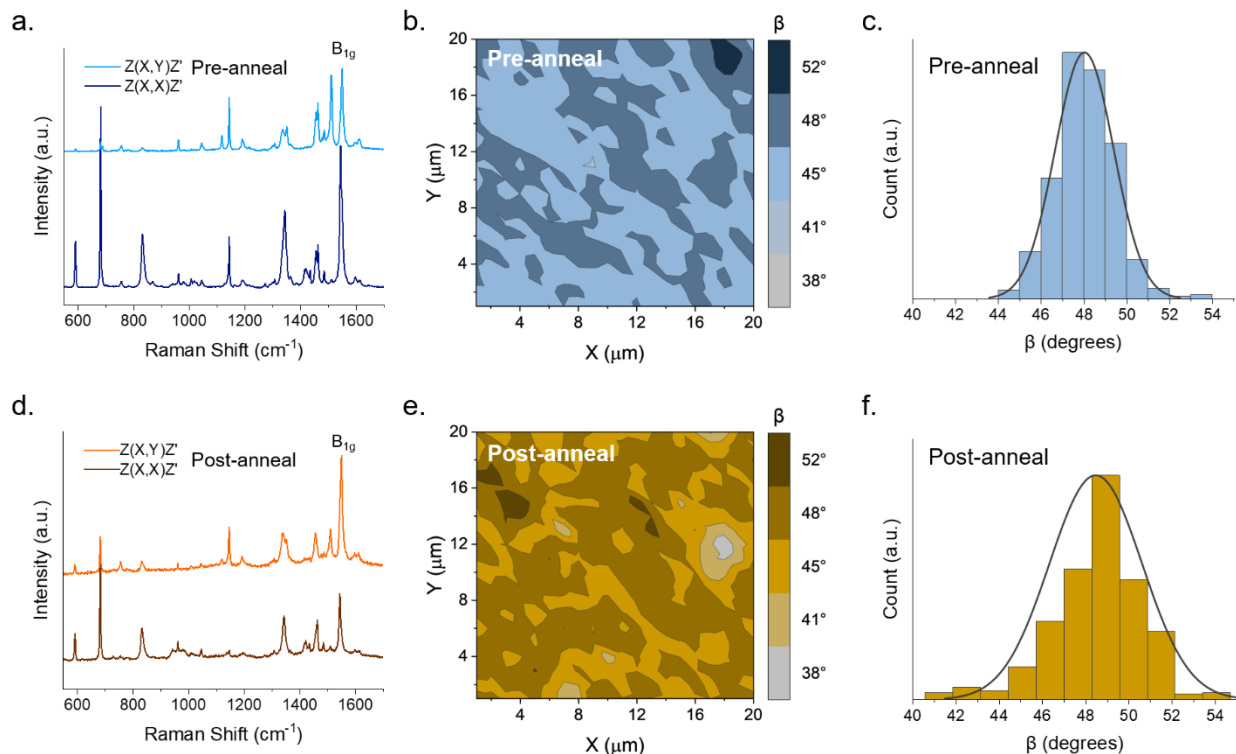 a.
Z(X,Y)Z' Pre-anneal
Z(X,X)Z'
B1g
Intensity (a.u.)
600 800 1000 1200 1400 1600
Raman Shift (cm-1)
b.
Pre-anneal
20
16
12
8
4
Y (μm)
4 8 12 16 20
X (μm)
β
52°
48°
45°
41°
38°
c.
Pre-anneal
Count (a.u.)
40 42 44 46 48 50 52 54
β (degrees)
d.
Z(X,Y)Z' Post-anneal
Z(X,X)Z'
B1g
Intensity (a.u.)
600 800 1000 1200 1400 1600
Raman Shift (cm-1)
e.
Post-anneal
20
16
12
8
4
Y (μm)
4 8 12 16 20
X (μm)
β
52°
48°
45°
41°
38°
f.
Post-anneal
Count (a.u.)
40 42 44 46 48 50 52 54
β (degrees)